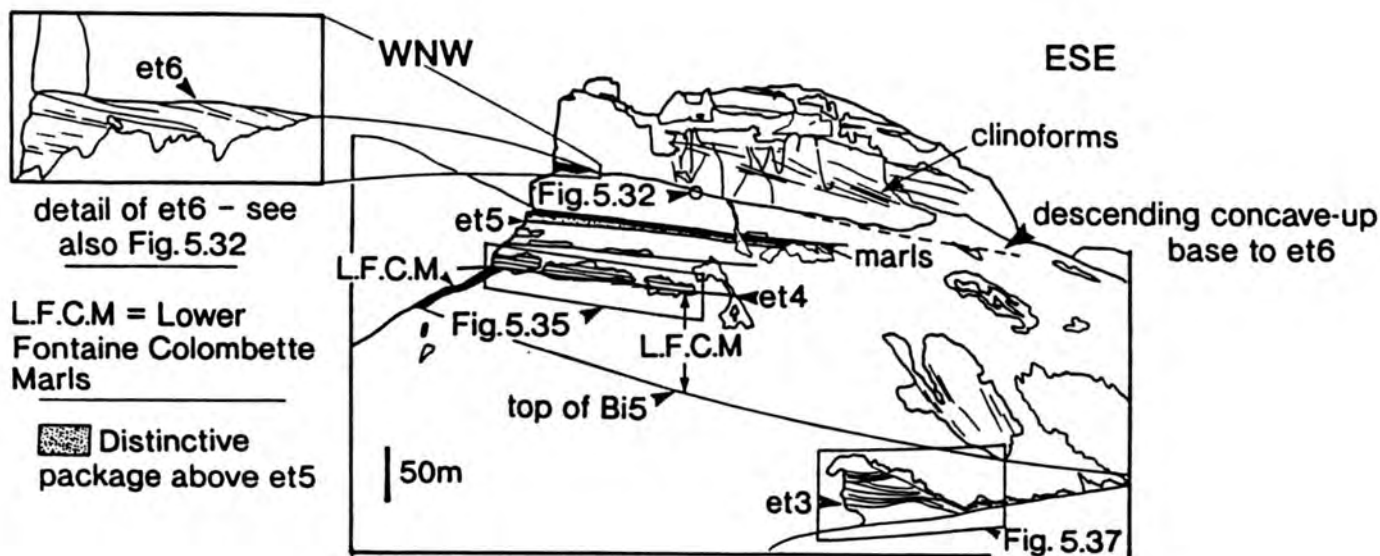 et6
WNW
ESE
clinoforms
detail of et6 – see
also Fig. 5.32
Fig. 5.32
et5
descending concave-up
base to et6
marls
L.F.C.M
et4
L.F.C.M = Lower
Fontaine Colombette
Marls
Fig. 5.35
L.F.C.M
top of Bi5
Distinctive
package above et5
50m
et3
Fig. 5.37